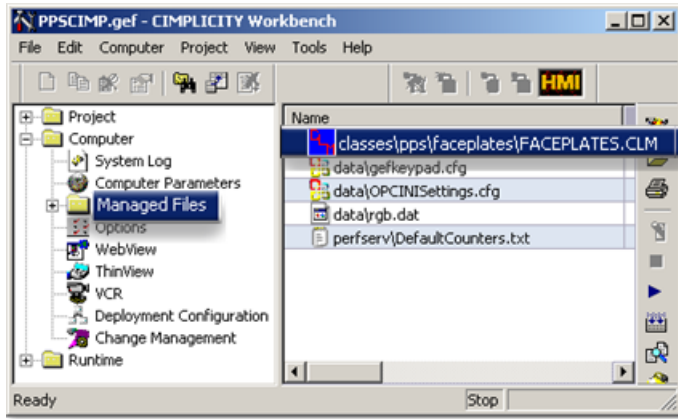 PPSCIMP.gef - CIMPLICITY Workbench
File Edit Computer Project View Tools Help
HMI
Project
Computer
System Log
Computer Parameters
Managed Files
Options
WebView
ThinView
VCR
Deployment Configuration
Change Management
Runtime
Name
classes\pps\faceplates\FACEPLATES.CLM
data\gefkeypad.cfg
data\OPCINISettings.cfg
data\rgb.dat
perfserv\DefaultCounters.txt
Ready Stop